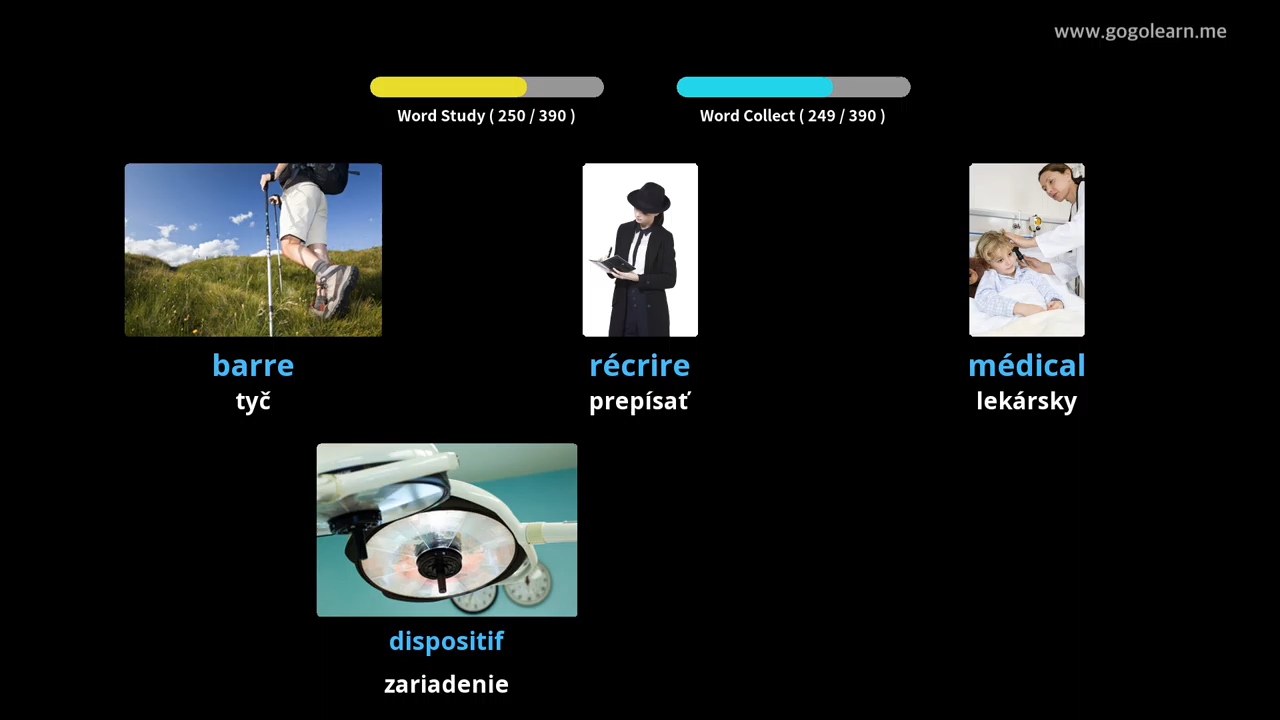 www.gogolearn.me
Word Study ( 250 / 390 )
Word Collect ( 249 / 390 )
barre
tyč
récrire
prepísať
médical
lekársky
dispositif
zariadenie